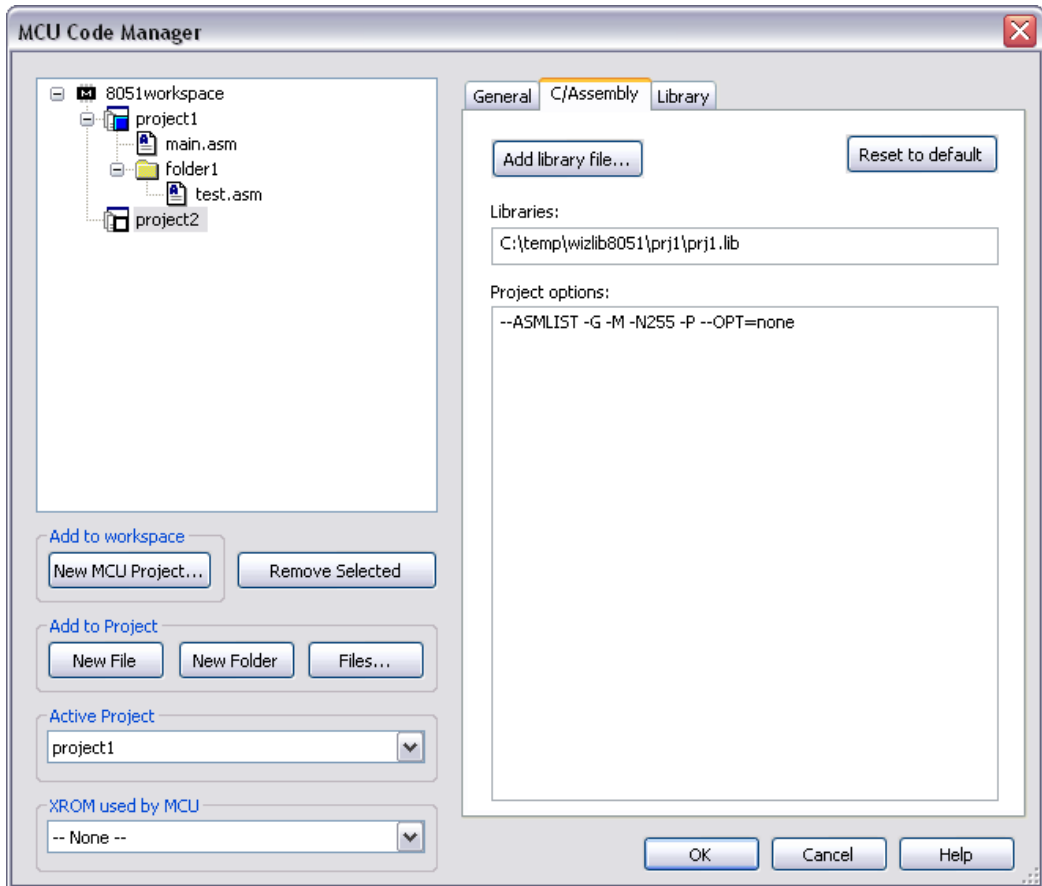 MCU Code Manager
8051workspace
project1
main.asm
folder1
test.asm
project2
Add to workspace
New MCU Project...
Remove Selected
Add to Project
New File
New Folder
Files...
Active Project
project1
XROM used by MCU
-- None --
General
C/Assembly
Library
Add library file...
Reset to default
Libraries:
C:\temp\wizlib8051\prj1\prj1.lib
Project options:
--ASMLIST -G -M -N255 -P --OPT=none
OK
Cancel
Help